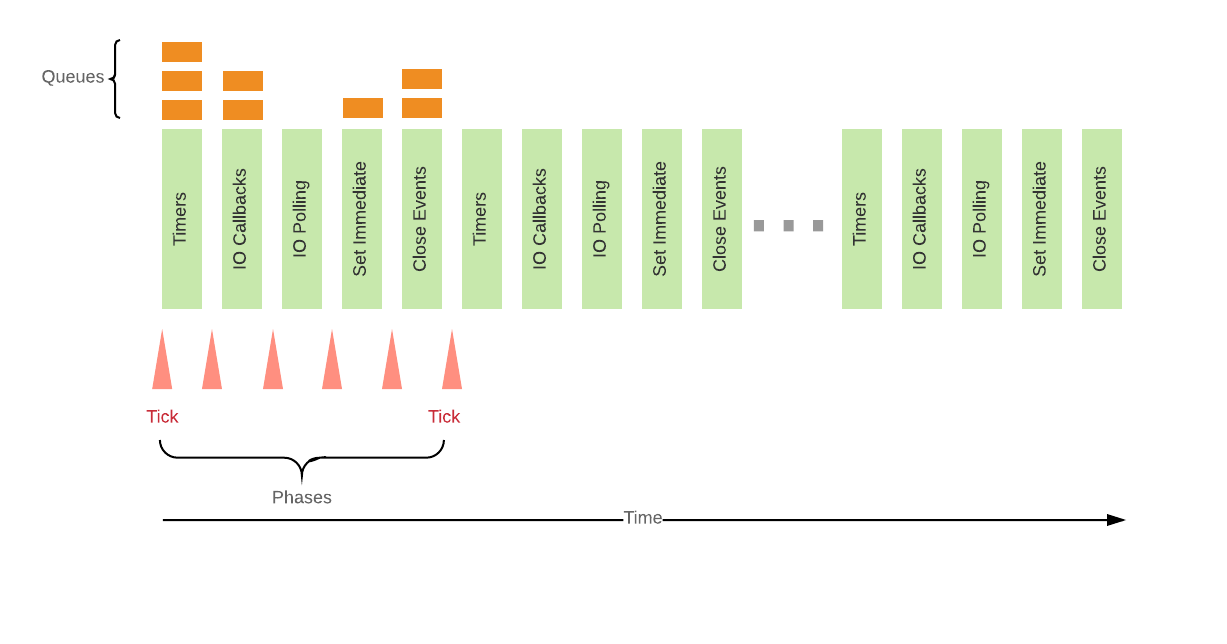 Queues
Timers
IO Callbacks
IO Polling
Set Immediate
Close Events
Timers
IO Callbacks
IO Polling
Set Immediate
Close Events
Timers
IO Callbacks
IO Polling
Set Immediate
Close Events
Tick
Tick
Phases
Time